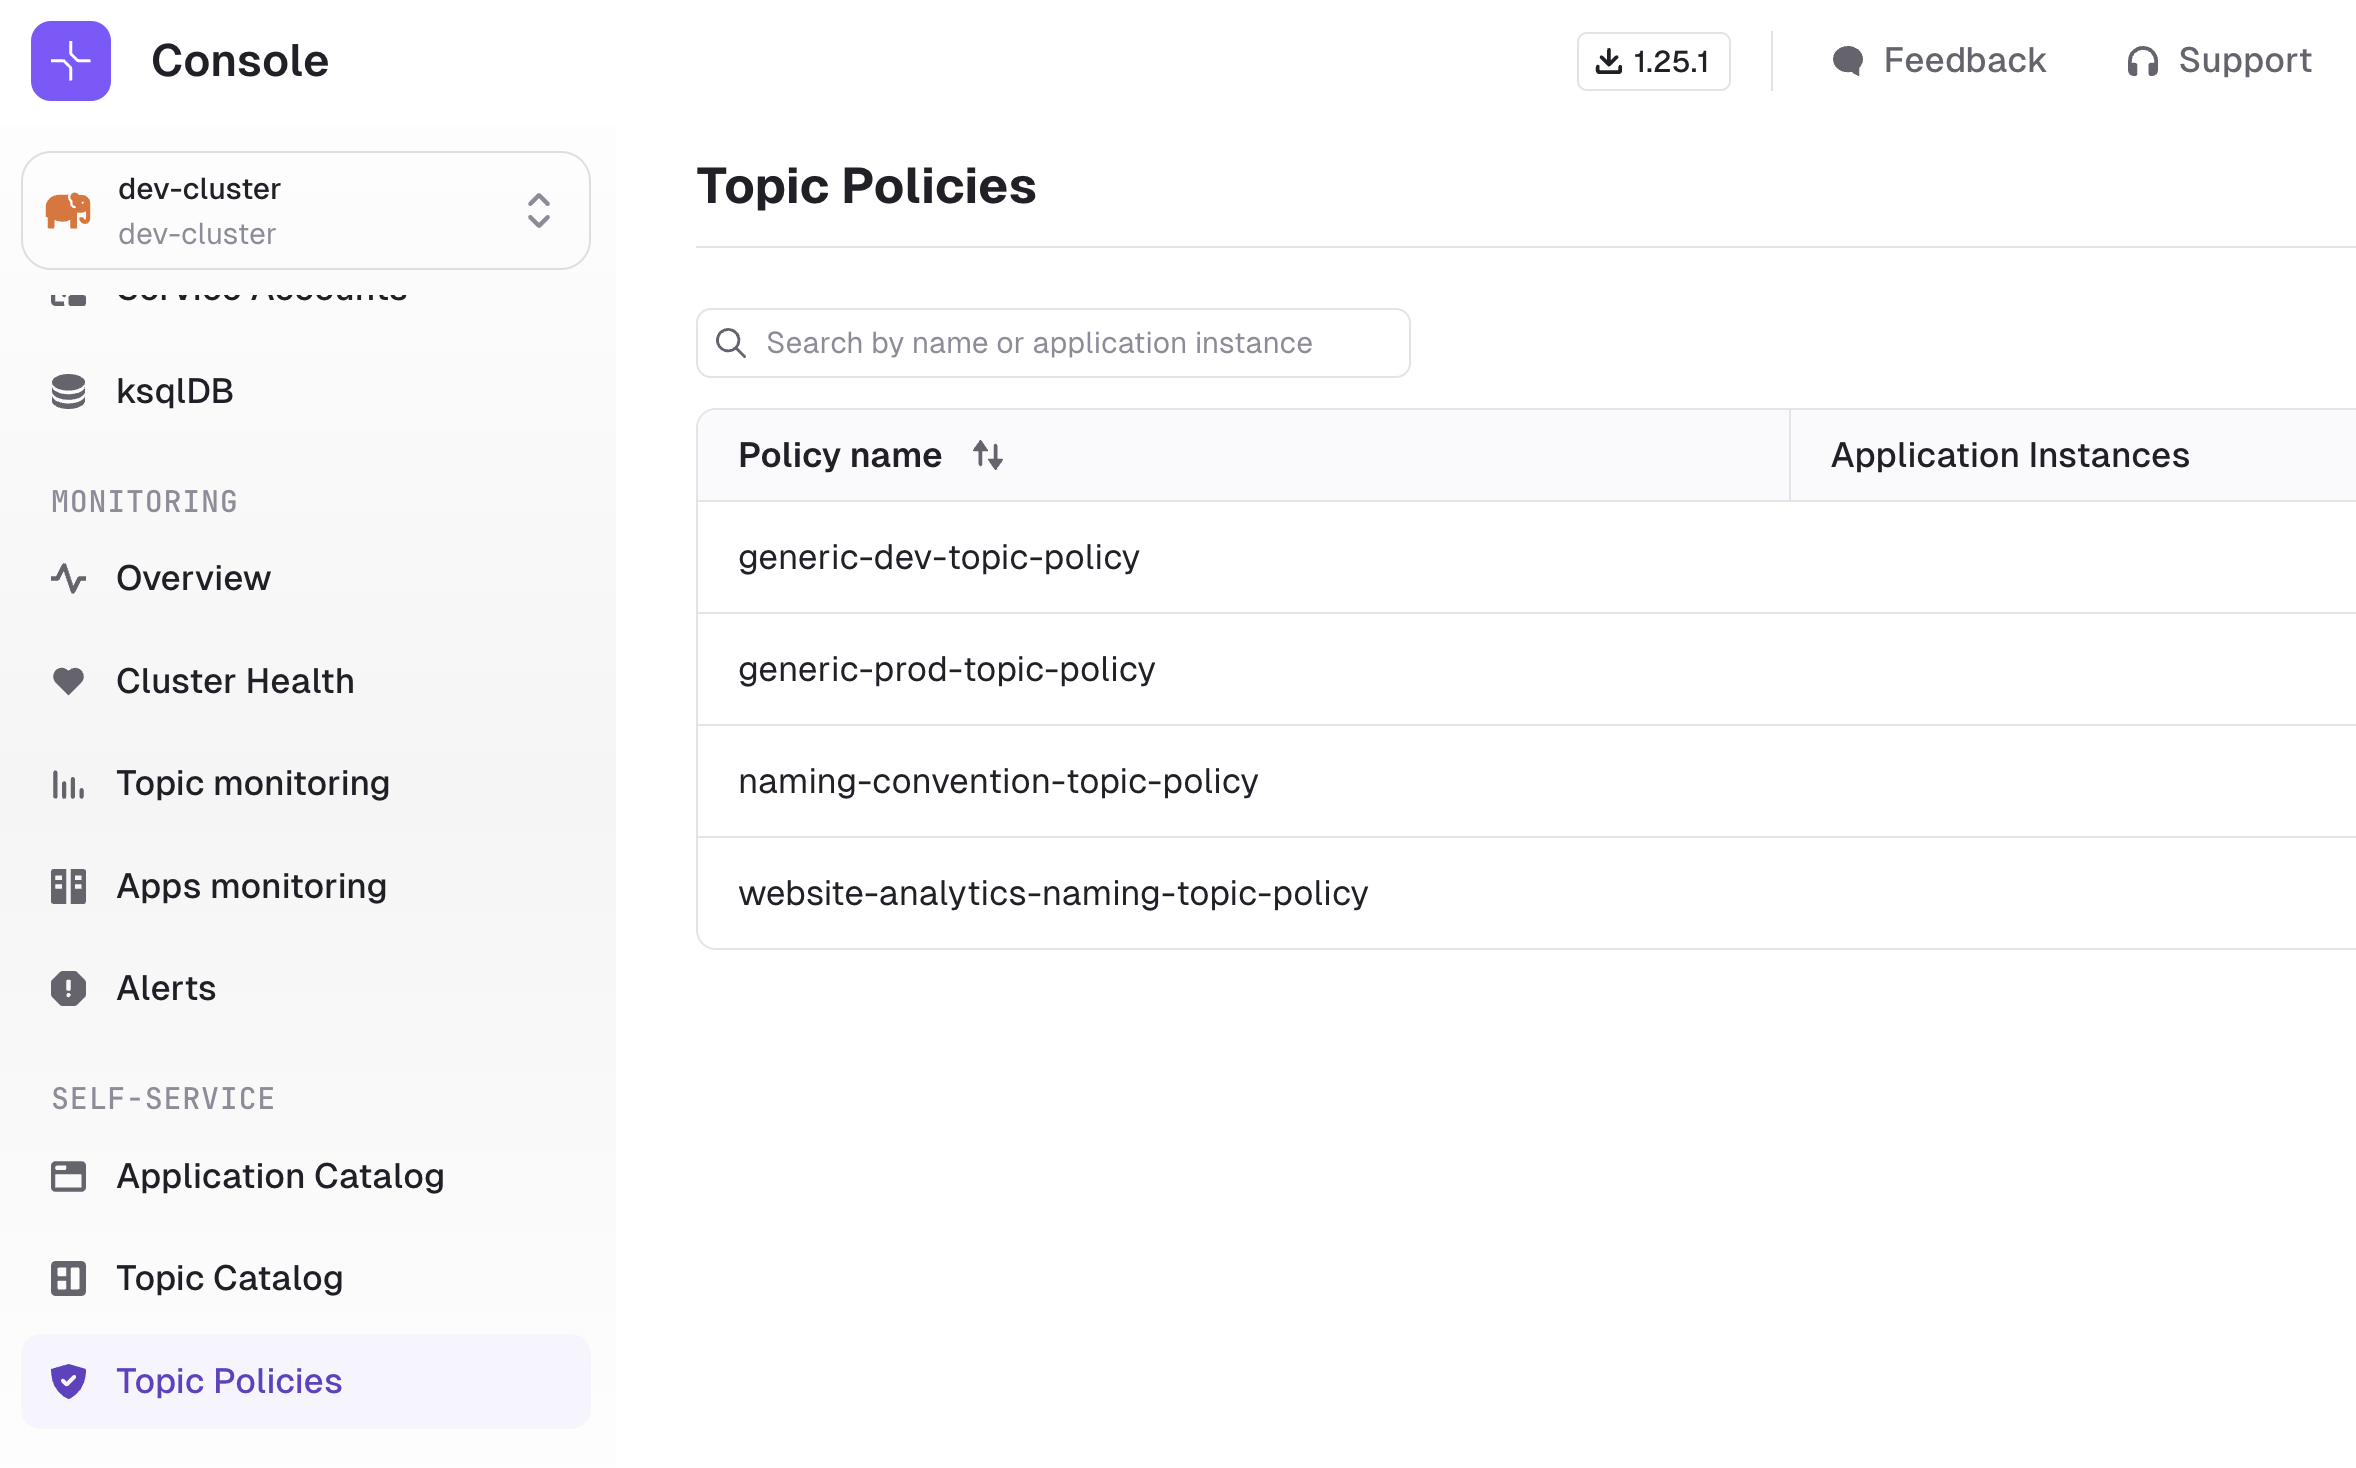 Console
1.25.1
Feedback
Support
dev-cluster
dev-cluster
Service Accounts
ksqlDB
MONITORING
Overview
Cluster Health
Topic monitoring
Apps monitoring
Alerts
SELF-SERVICE
Application Catalog
Topic Catalog
Topic Policies
Topic Policies
Search by name or application instance
Policy name
Application Instances
generic-dev-topic-policy
generic-prod-topic-policy
naming-convention-topic-policy
website-analytics-naming-topic-policy